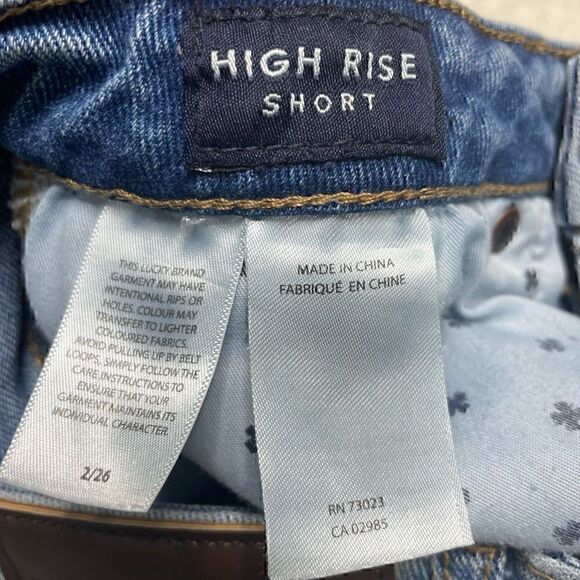 HIGH RISE
SHORT
THIS LUCKY BRAND
GARMENT MAY HAVE
INTENTIONAL RIPS OR
HOLES. COLOUR MAY
TRANSFER TO LIGHTER
COLOURED FABRICS.
AVOID PULLING UP BY BELT
LOOPS. SIMPLY FOLLOW THE
CARE INSTRUCTIONS TO
ENSURE THAT YOUR
GARMENT MAINTAINS ITS
INDIVIDUAL CHARACTER.
2/26
MADE IN CHINA
FABRIQUÉ EN CHINE
RN 73023
CA 02985